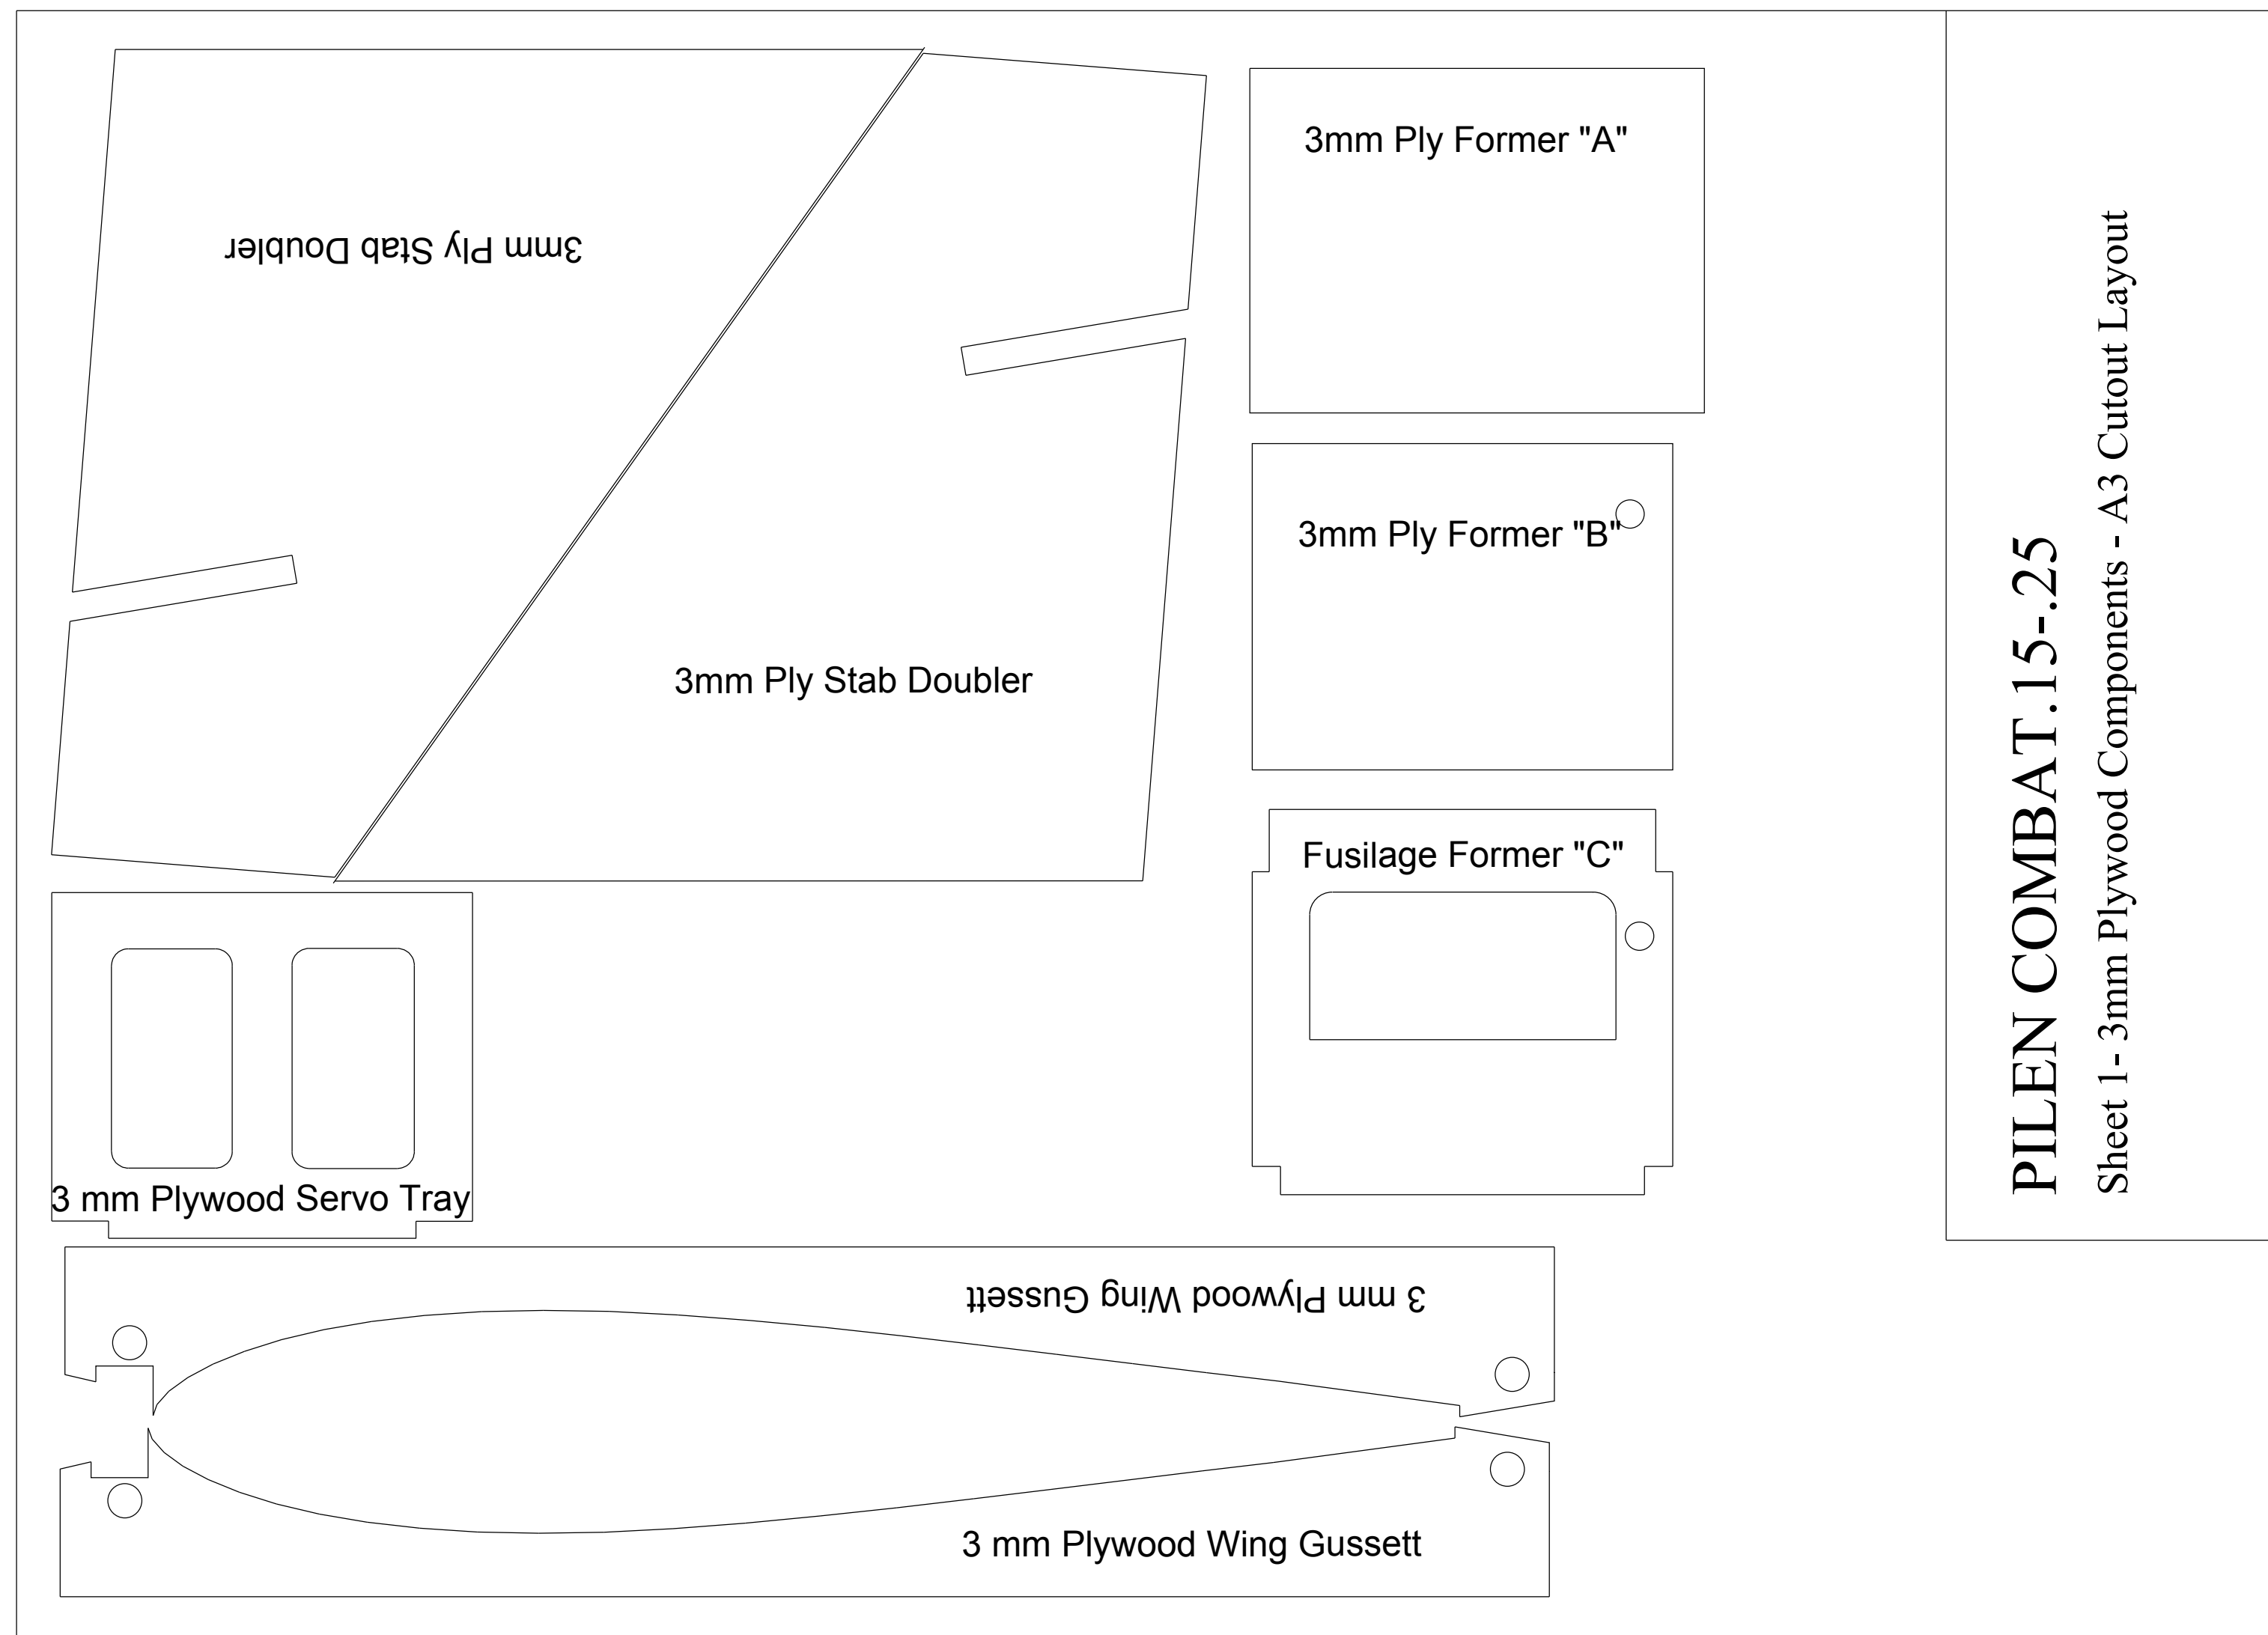 3mm Ply Stab Doubler
3mm Ply Stab Doubler
3mm Ply Former "A"
3mm Ply Former "B"
Fusilage Former "C"
3 mm Plywood Servo Tray
3 mm Plywood Wing Gussett
3 mm Plywood Wing Gussett
PILEN COMBAT.15-.25
Sheet 1- 3mm Plywood Components - A3 Cutout Layout